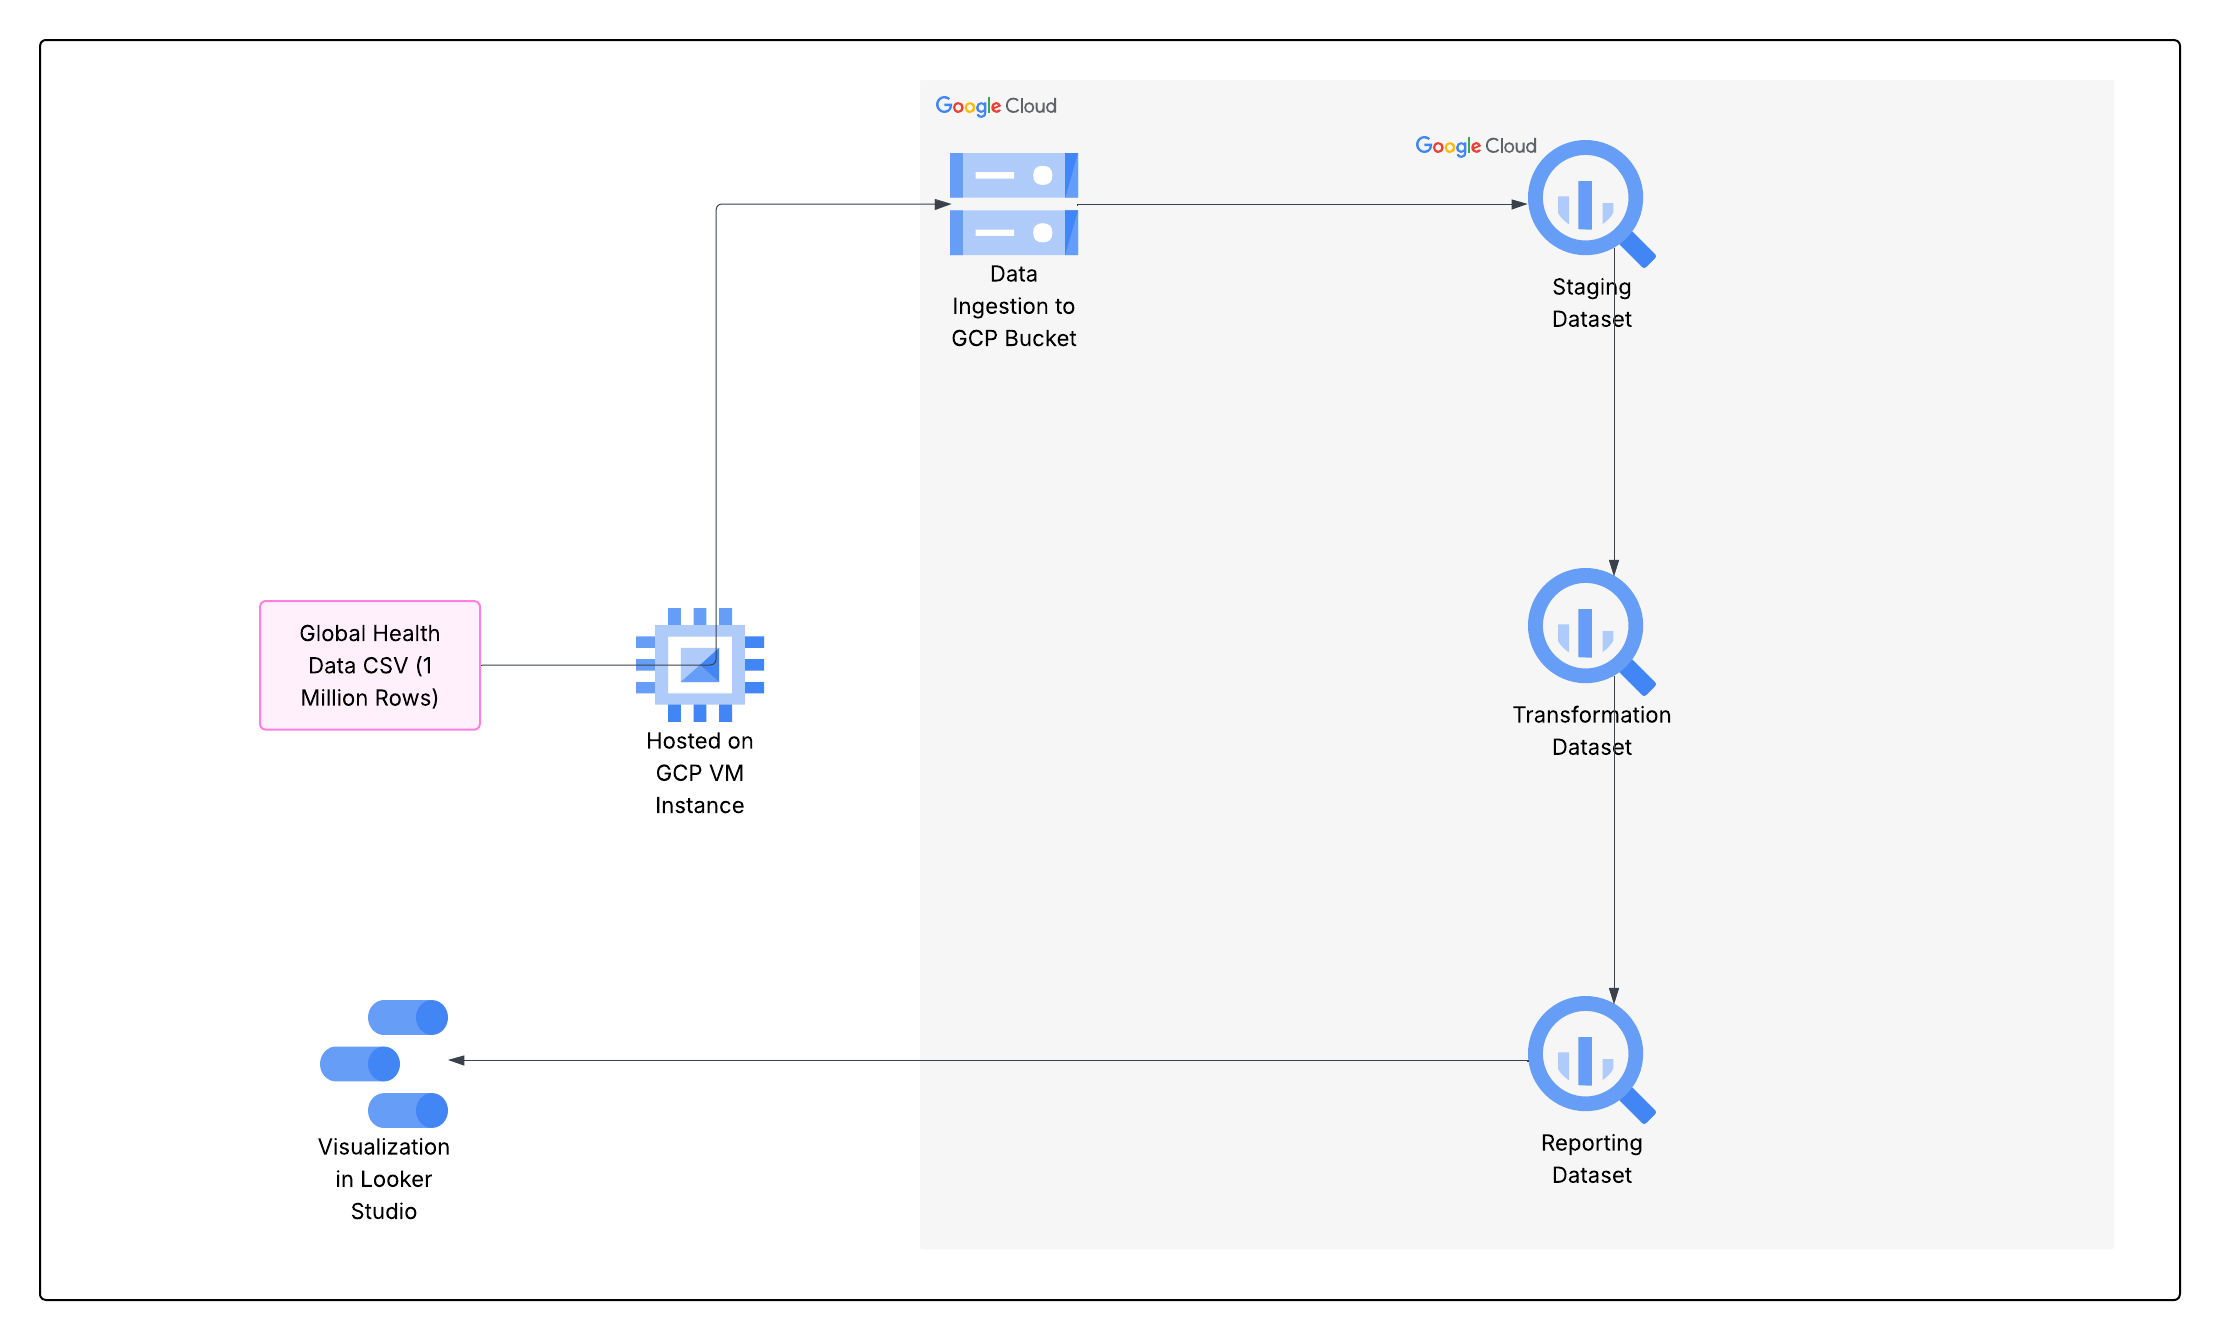 Google Cloud
Google Cloud
Data
Ingestion to
GCP Bucket
Staging
Dataset
Global Health
Data CSV (1
Million Rows)
Hosted on
GCP VM
Instance
Transformation
Dataset
Visualization
in Looker
Studio
Reporting
Dataset